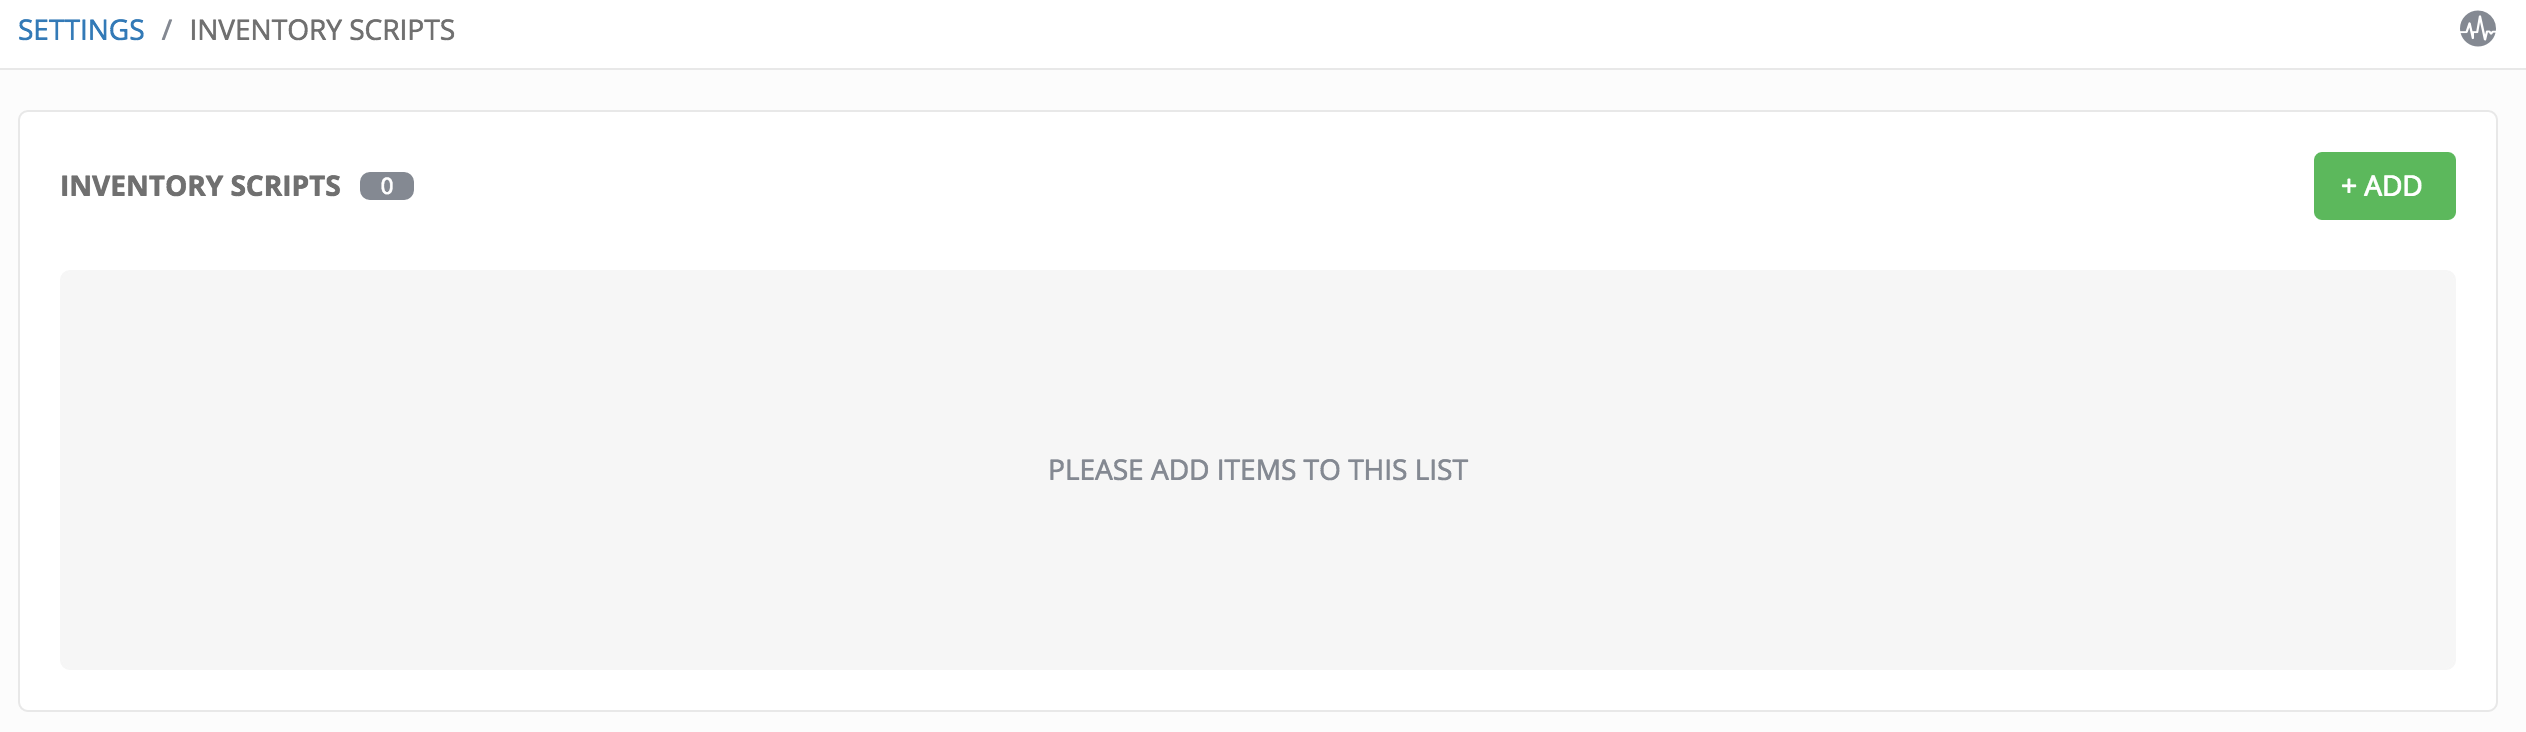 SETTINGS / INVENTORY SCRIPTS
INVENTORY SCRIPTS 0
+ ADD
PLEASE ADD ITEMS TO THIS LIST